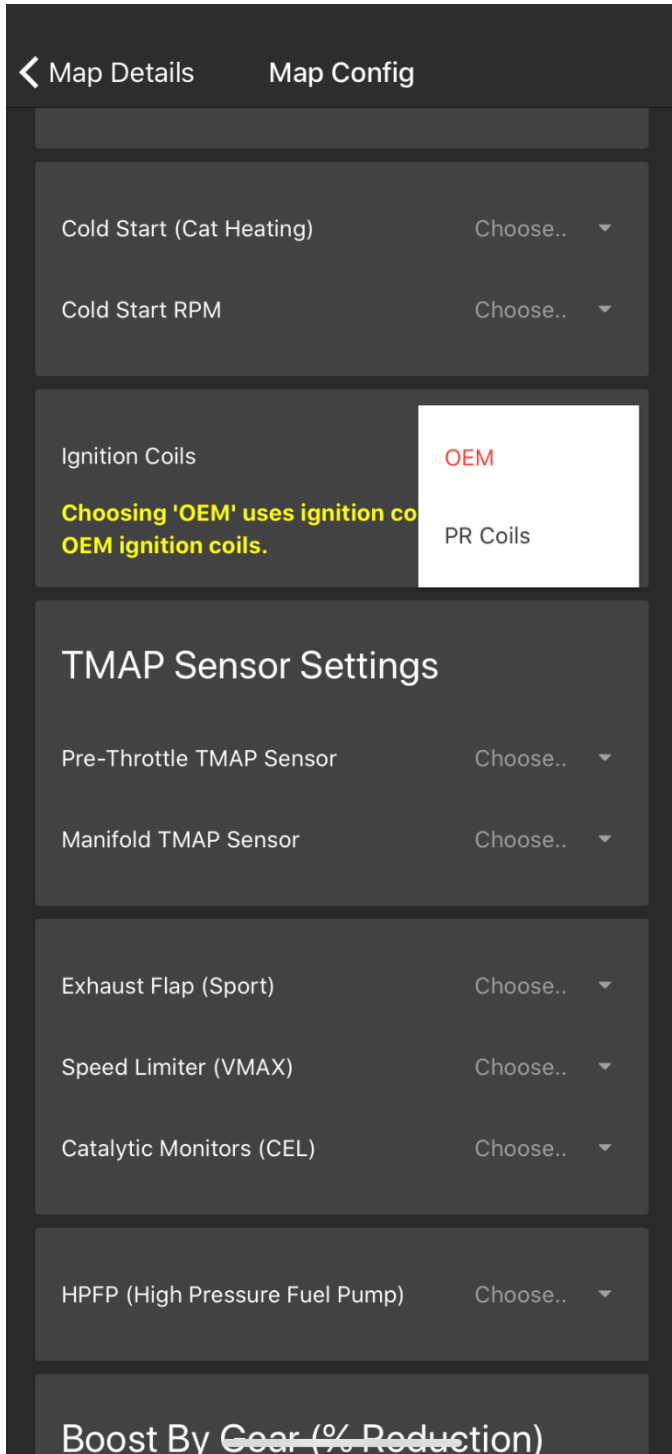 Map Details Map Config
Cold Start (Cat Heating) Choose..
Cold Start RPM Choose..
Ignition Coils OEM
Choosing 'OEM' uses ignition co
OEM ignition coils.
PR Coils
TMAP Sensor Settings
Pre-Throttle TMAP Sensor Choose..
Manifold TMAP Sensor Choose..
Exhaust Flap (Sport) Choose..
Speed Limiter (VMAX) Choose..
Catalytic Monitors (CEL) Choose..
HPFP (High Pressure Fuel Pump) Choose..
Boost By Gear (% Reduction)